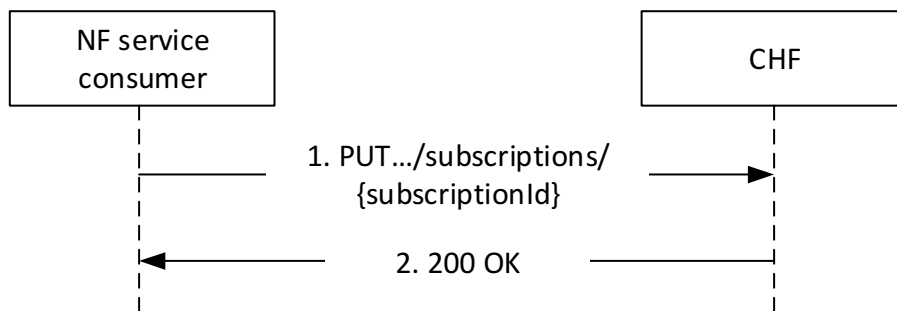 NF service
consumer
CHF
1. PUT.../subscriptions/
{subscriptionId}
2. 200 OK